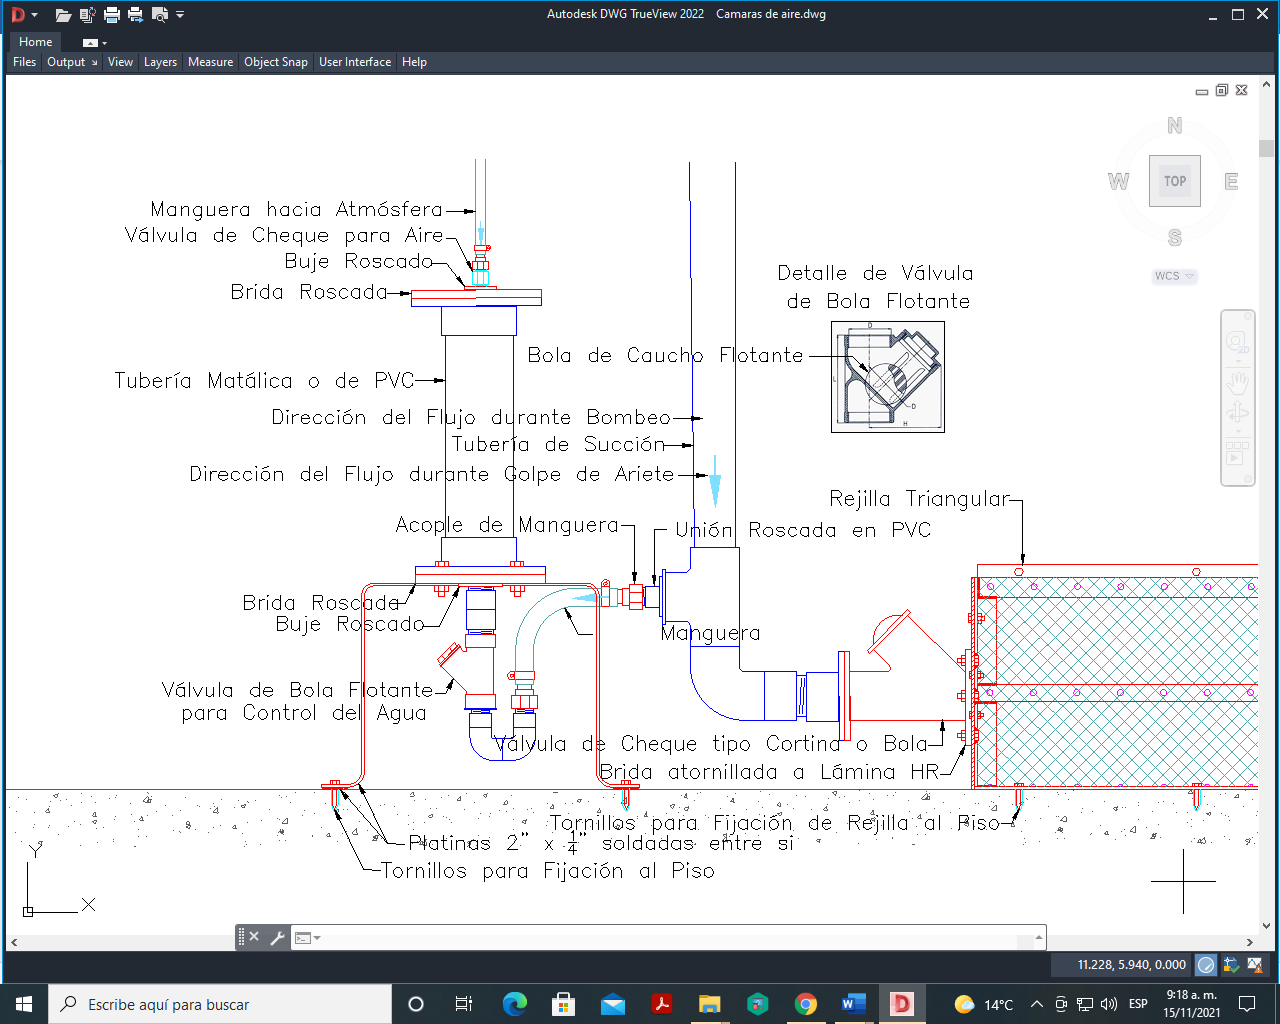 Autodesk DWG TrueView 2022 Camaras de aire.dwg
Home
Files Output View Layers Measure Object Snap User Interface Help
N
W TOP E
S
WCS
Manguera hacia Atmósfera
Válvula de Cheque para Aire
Buje Roscado
Brida Roscada
Detalle de Válvula
de Bola Flotante
D
L
D
H
Bola de Caucho Flotante
Tubería Matálica o de PVC
Dirección del Flujo durante Bombeo
Tubería de Succión
Dirección del Flujo durante Golpe de Ariete
Rejilla Triangular
Acople de Manguera
Unión Roscada en PVC
Brida Roscada
Buje Roscado
Manguera
Válvula de Bola Flotante
para Control del Agua
Válvula de Cheque tipo Cortina o Bola
Brida atornillada a Lámina HR
Tornillos para Fijación de Rejilla al Piso
Platinas 2" x 1/4" soldadas entre si
Tornillos para Fijación al Piso
Y
X
2D
11.228, 5.940, 0.000
Escribe aquí para buscar
14°C
ESP
9:18 a. m.
15/11/2021